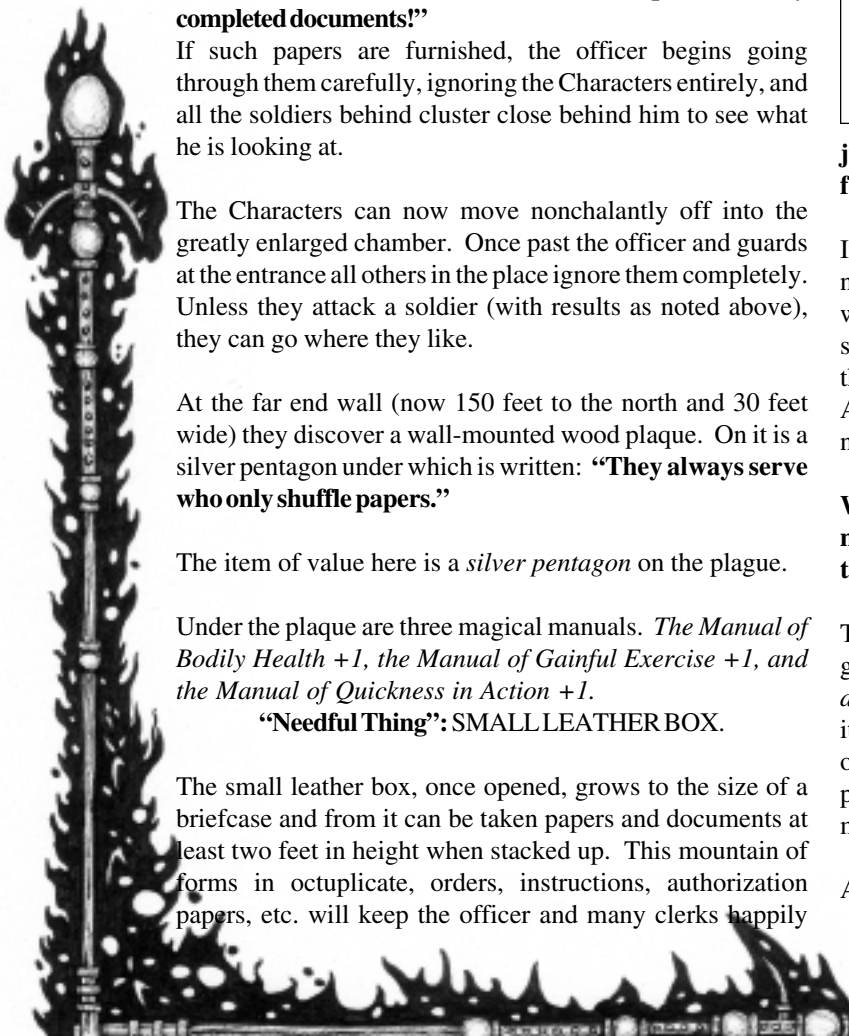 completed documents!”
If such papers are furnished, the officer begins going
through them carefully, ignoring the Characters entirely, and
all the soldiers behind cluster close behind him to see what
he is looking at.
The Characters can now move nonchalantly off into the
greatly enlarged chamber. Once past the officer and guards
at the entrance all others in the place ignore them completely.
Unless they attack a soldier (with results as noted above),
they can go where they like.
At the far end wall (now 150 feet to the north and 30 feet
wide) they discover a wall-mounted wood plaque. On it is a
silver pentagon under which is written: “They always serve
who only shuffle papers.”
The item of value here is a silver pentagon on the plague.
Under the plaque are three magical manuals. The Manual of
Bodily Health +1, the Manual of Gainful Exercise +1, and
the Manual of Quickness in Action +1.
“Needful Thing”: SMALL LEATHER BOX.
The small leather box, once opened, grows to the size of a
briefcase and from it can be taken papers and documents at
least two feet in height when stacked up. This mountain of
forms in octuplicate, orders, instructions, authorization
papers, etc. will keep the officer and many clerks happily